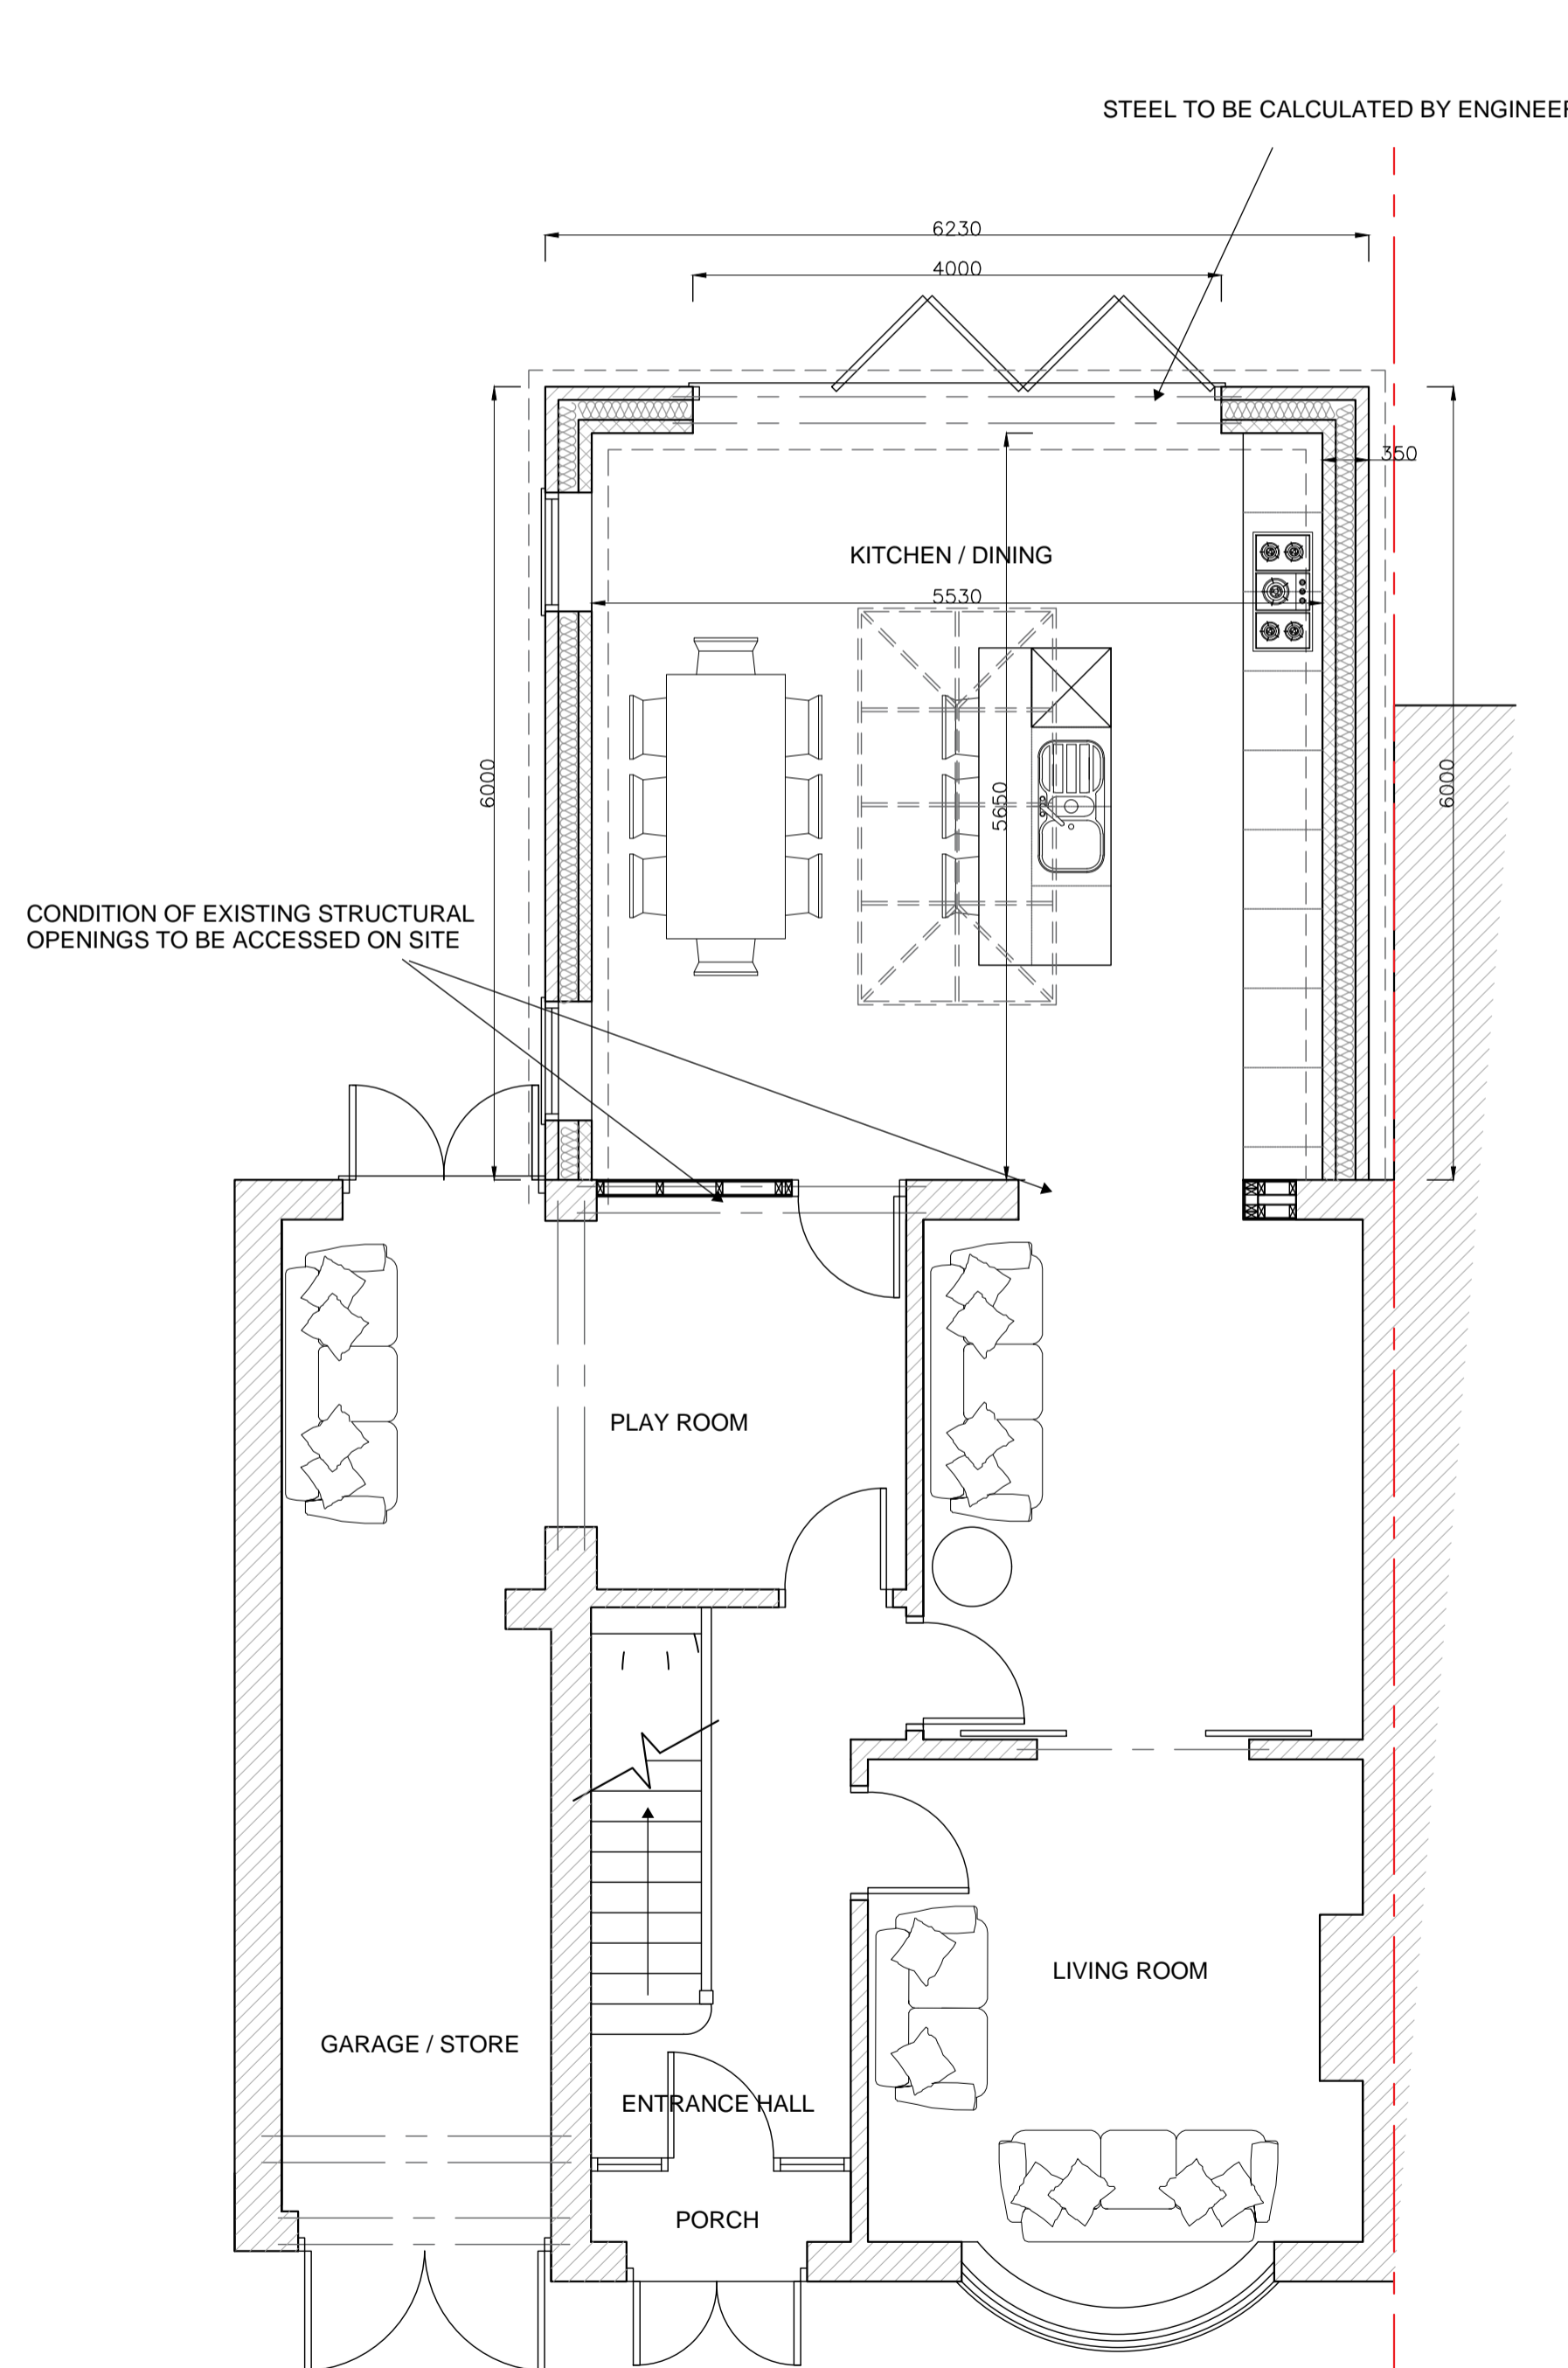 STEEL TO BE CALCULATED BY ENGINEER
6230
4000
350
KITCHEN / DINING
5530
6000
5650
6000
CONDITION OF EXISTING STRUCTURAL
OPENINGS TO BE ACCESSED ON SITE
PLAY ROOM
LIVING ROOM
GARAGE / STORE
ENTRANCE HALL
PORCH